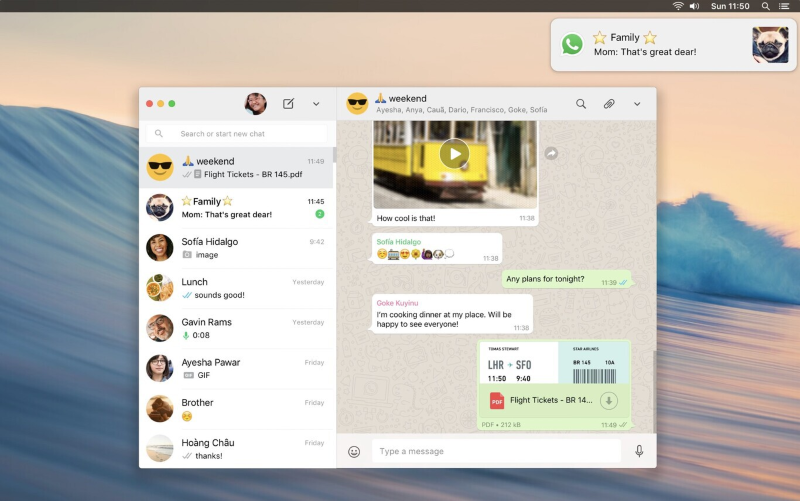 Sun 11:50
Family
Mom: That's great dear!
Search or start new chat
weekend
11:49
Flight Tickets - BR 145.pdf
Family
11:45
Mom: That's great dear!
2
Sofía Hidalgo
9:42
image
Lunch
Yesterday
sounds good!
Gavin Rams
Yesterday
0:08
Ayesha Pawar
Friday
GIF GIF
Brother
Friday
Hoàng Châu
Friday
thanks!
weekend
Ayesha, Anya, Cauã, Dario, Francisco, Goke, Sofía
How cool is that!
11:38
Sofía Hidalgo
11:38
Any plans for tonight?
11:39
Goke Kuyinu
I'm cooking dinner at my place. Will be
happy to see everyone!
11:38
TOMAS STEWART
STAR AIRLINES
LHR SFO
BR 145 10A
11:50 9:40
PDF
Flight Tickets - BR 14...
PDF • 212 kB
11:49
Type a message